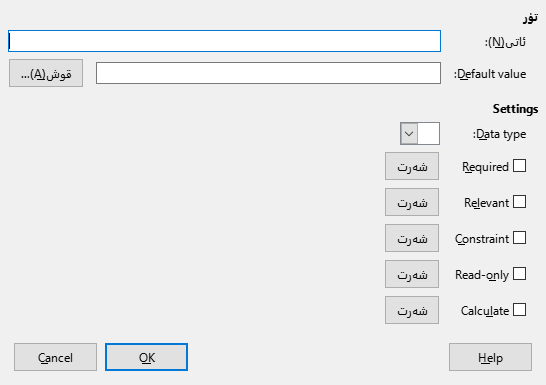 تۈر
ئاتى(N):
Default value:
قوش(A)...
Settings
Data type:
Required
شەرت
Relevant
شەرت
Constraint
شەرت
Read-only
شەرت
Calculate
شەرت
Help
OK
Cancel